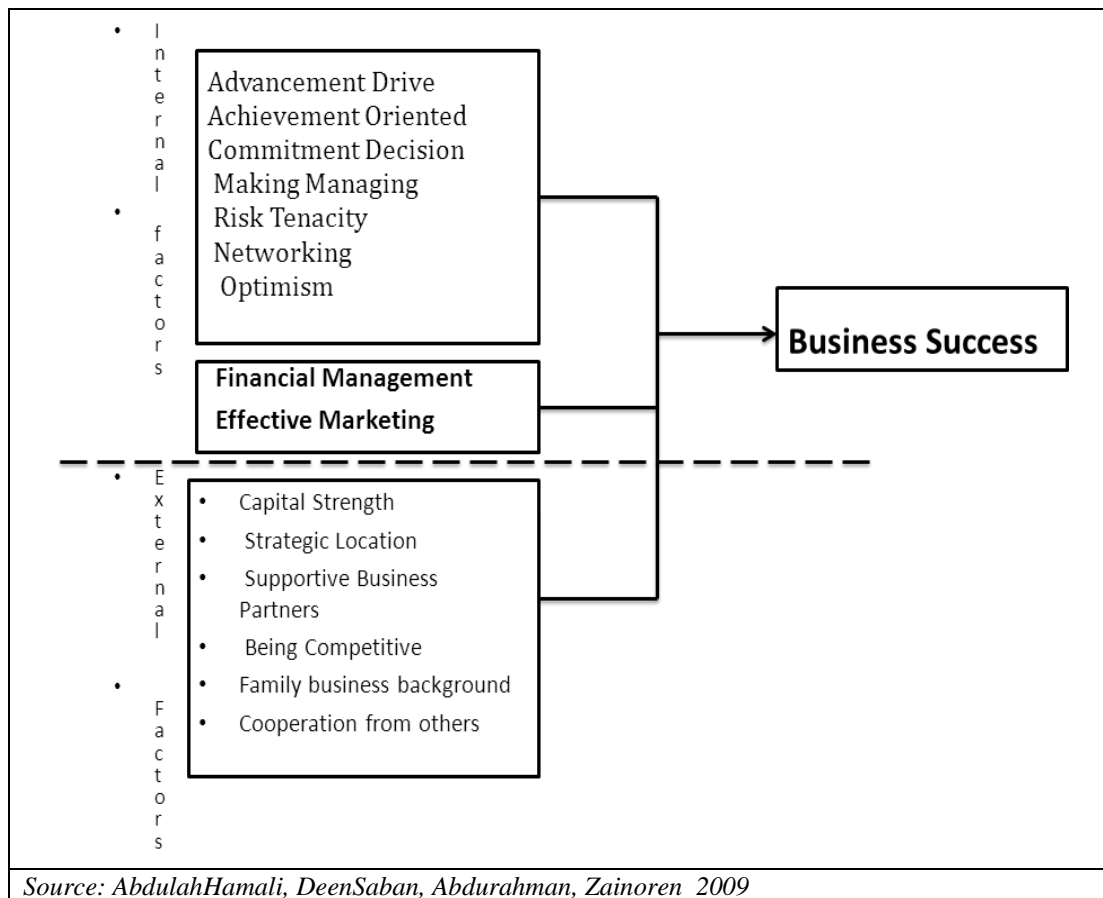 • Internal
• factors
Advancement Drive
Achievement Oriented
Commitment Decision
Making Managing
Risk Tenacity
Networking
Optimism
Financial Management
Effective Marketing
Business Success
• External
• Factors
• Capital Strength
• Strategic Location
• Supportive Business
Partners
• Being Competitive
• Family business background
• Cooperation from others
Source: AbdulahHamali, DeenSaban, Abdurahman, Zainoren 2009